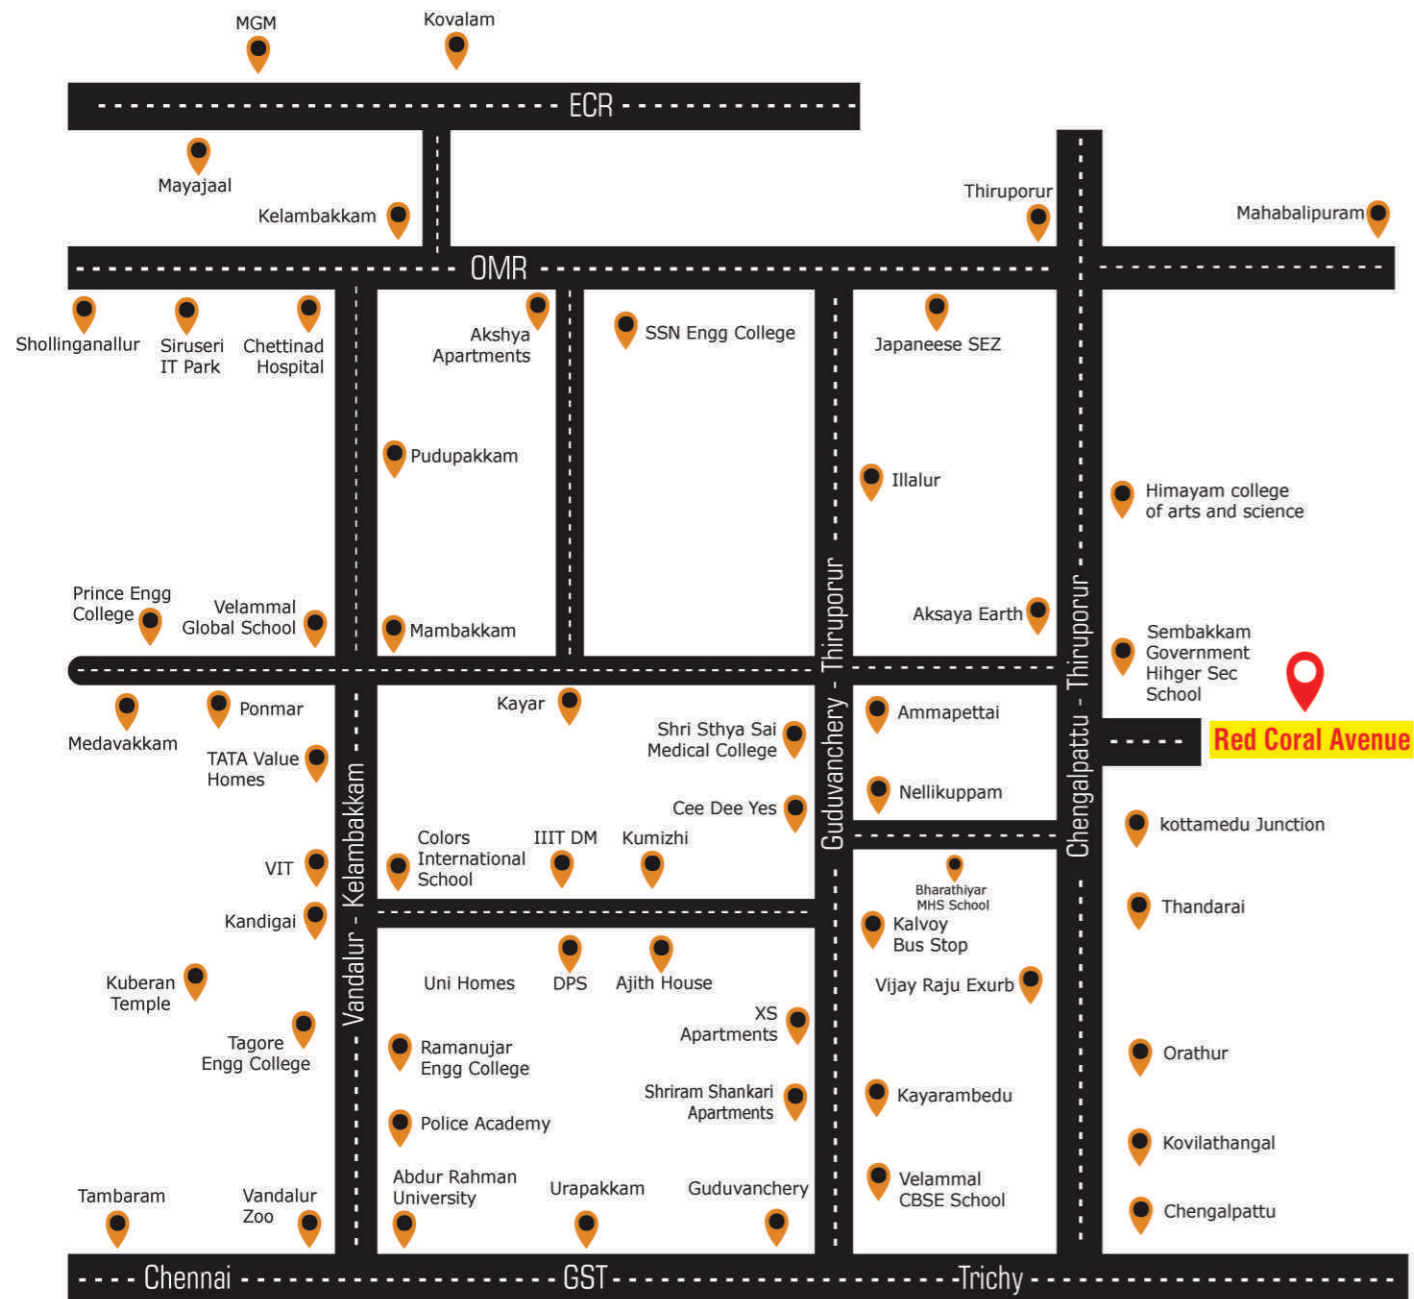 MGM
Kovalam
ECR
Mayajaal
Kelambakkam
Thiruporur
Mahabalipuram
OMR
Shollinganallur
Siruseri
IT Park
Chettinad
Hospital
Akshya
Apartments
SSN Engg College
Japaneese SEZ
Pudupakkam
Illalur
Himayam college
of arts and science
Prince Engg
College
Velammal
Global School
Mambakkam
Aksaya Earth
Sembakkam
Government
Hihger Sec
School
Guduvanchery - Thiruporur
Chengalpattu - Thiruporur
Vandalur - Kelambakkam
Medavakkam
Ponmar
TATA Value
Homes
Kayar
Shri Sthya Sai
Medical College
Ammapettai
Red Coral Avenue
Cee Dee Yes
Nellikuppam
kottamedu Junction
VIT
Colors
International
School
IIIT DM
Kumizhi
Bharathiyar
MHS School
Kandigai
Kalvoy
Bus Stop
Thandarai
Kuberan
Temple
Uni Homes
DPS
Ajith House
Vijay Raju Exurb
Tagore
Engg College
Ramanujar
Engg College
XS
Apartments
Orathur
Shriram Shankari
Apartments
Kayarambedu
Police Academy
Kovilathangal
Tambaram
Vandalur
Zoo
Abdur Rahman
University
Urapakkam
Guduvanchery
Velammal
CBSE School
Chengalpattu
Chennai
GST
Trichy